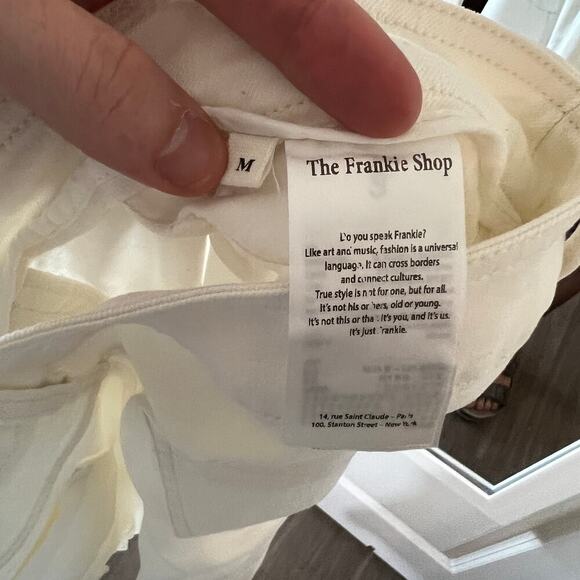 M
The Frankie Shop
Do you speak Frankie?
Like art and music, fashion is a universal
language. It can cross borders
and connect cultures.
True style is not for one, but for all.
It's not his or hers, old or young.
It's not this or that. It's you, and it's us.
It's just Frankie.
14, rue Saint Claude – Paris
100, Stanton Street – New York